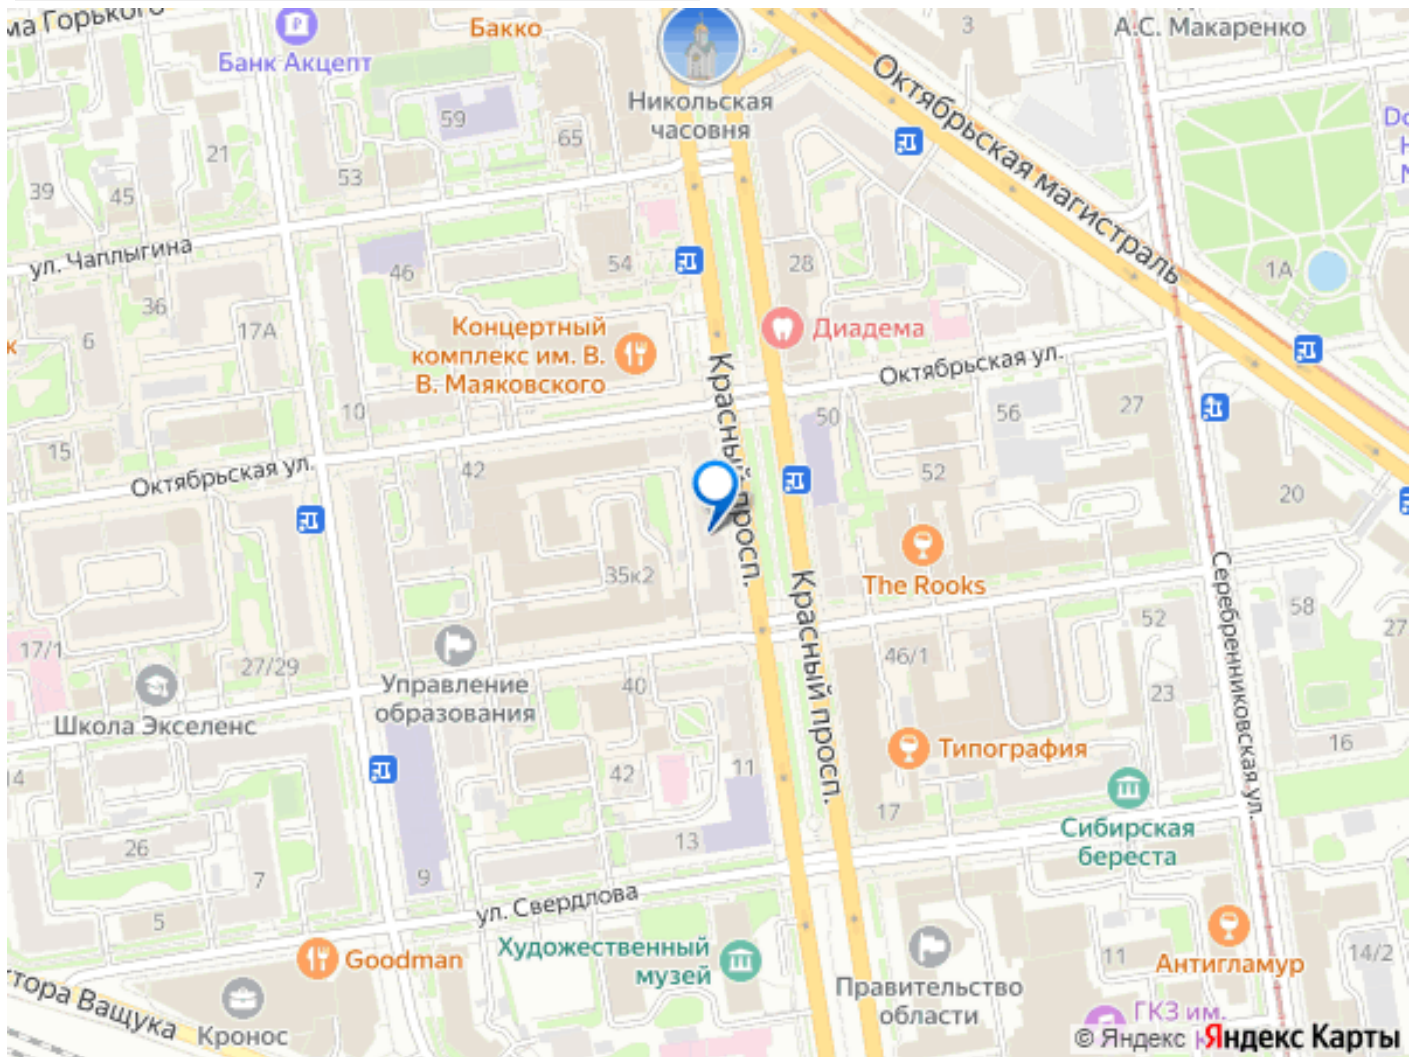 ма Горького
Банк Акцепт
Бакко
Никольская
часовня
3
А.С. Макаренко
Октябрьская магистраль
59
65
21
39
45
53
ул. Чаплыгина
46
54
28
1А
36
17А
6
Концертный
комплекс им. В.
В. Маяковского
Диадема
Красный просп.
Октябрьская ул.
10
50
56
27
15
Октябрьская ул.
42
52
20
35к2
The Rooks
Красный просп.
Серебренниковская ул.
52
58
27
17/1
27/29
Управление
образования
40
46/1
23
Школа Экселенс
16
14
42
11
Типография
17
Сибирская
береста
26
13
7
9
5
ул. Свердлова
Goodman
Художественный
музей
Правительство
области
11
Антигламур
14/2
тора Ващука
Кронос
ГКЗ им.
© Яндекс
Яндекс Карты